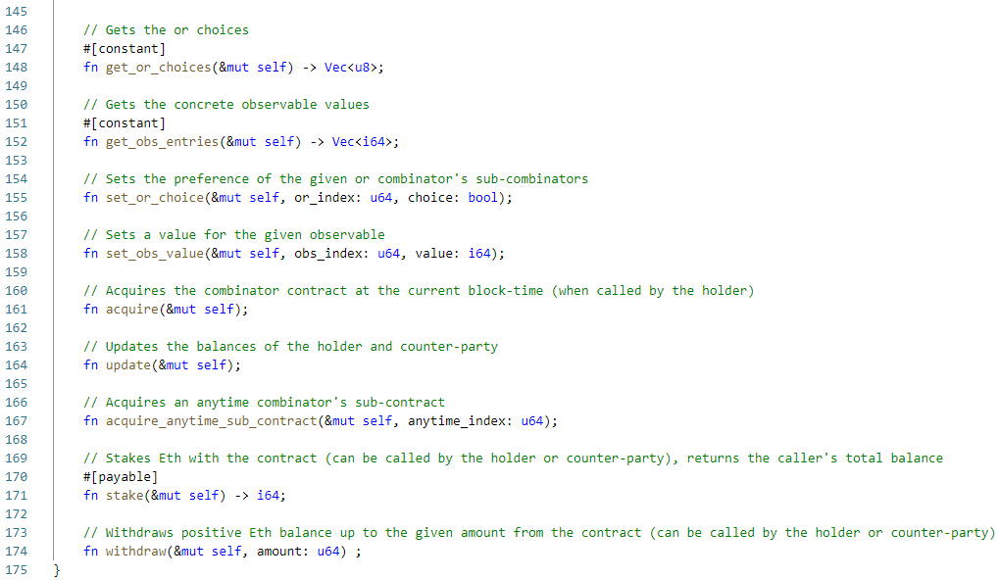 145
146 // Gets the or choices
147 #[constant]
148 fn get_or_choices(&mut self) -> Vec<u8>;
149
150 // Gets the concrete observable values
151 #[constant]
152 fn get_obs_entries(&mut self) -> Vec<i64>;
153
154 // Sets the preference of the given or combinator's sub-combinators
155 fn set_or_choice(&mut self, or_index: u64, choice: bool);
156
157 // Sets a value for the given observable
158 fn set_obs_value(&mut self, obs_index: u64, value: i64);
159
160 // Acquires the combinator contract at the current block-time (when called by the holder)
161 fn acquire(&mut self);
162
163 // Updates the balances of the holder and counter-party
164 fn update(&mut self);
165
166 // Acquires an anytime combinator's sub-contract
167 fn acquire_anytime_sub_contract(&mut self, anytime_index: u64);
168
169 // Stakes Eth with the contract (can be called by the holder or counter-party), returns the caller's total balance
170 #[payable]
171 fn stake(&mut self) -> i64;
172
173 // Withdraws positive Eth balance up to the given amount from the contract (can be called by the holder or counter-party)
174 fn withdraw(&mut self, amount: u64) ;
175 }